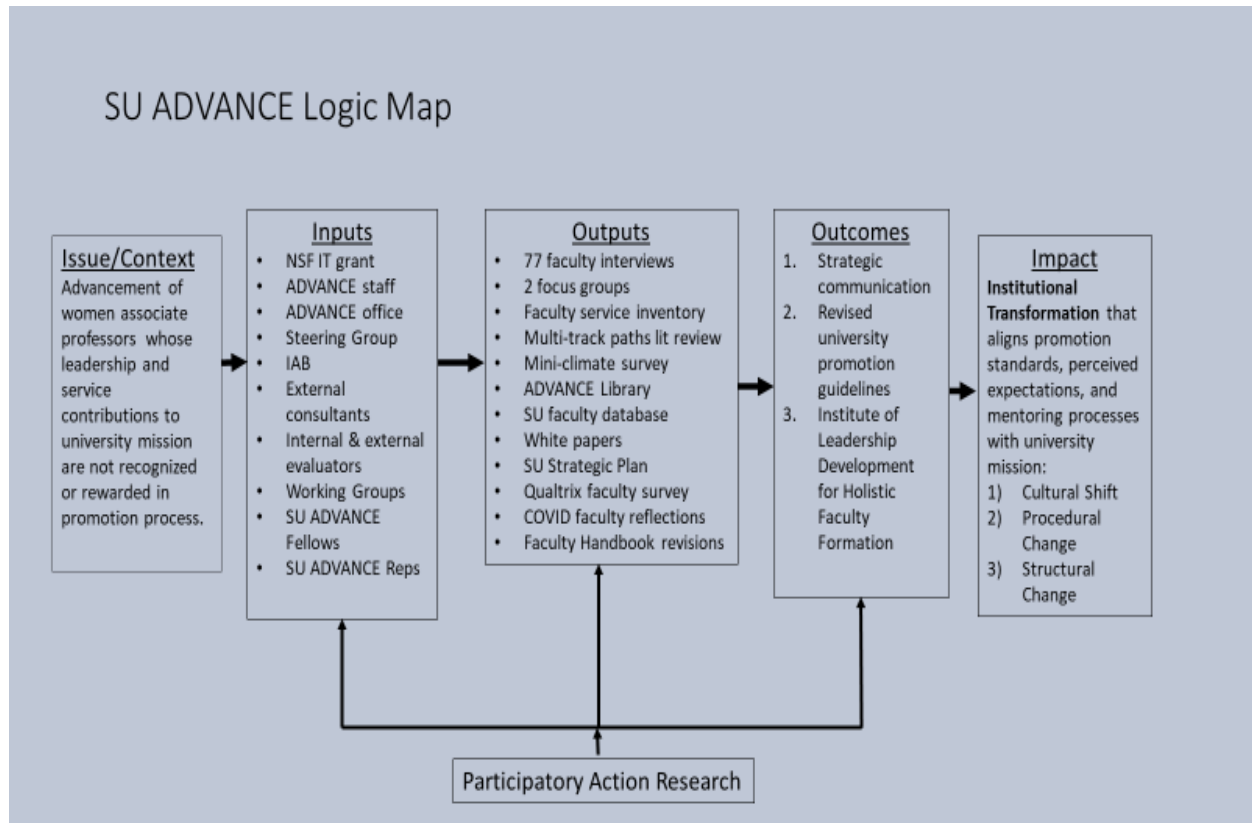 SU ADVANCE Logic Map
Issue/Context
Advancement of
women associate
professors whose
leadership and
service
contributions to
university mission
are not recognized
or rewarded in
promotion process.
Inputs
• NSF IT grant
• ADVANCE staff
• ADVANCE office
• Steering Group
• IAB
• External
consultants
• Internal & external
evaluators
• Working Groups
• SU ADVANCE
Fellows
• SU ADVANCE Reps
Outputs
• 77 faculty interviews
• 2 focus groups
• Faculty service inventory
• Multi-track paths lit review
• Mini-climate survey
• ADVANCE Library
• SU faculty database
• White papers
• SU Strategic Plan
• Qualtrix faculty survey
• COVID faculty reflections
• Faculty Handbook revisions
Outcomes
1. Strategic
communication
2. Revised
university
promotion
guidelines
3. Institute of
Leadership
Development
for Holistic
Faculty
Formation
Impact
Institutional
Transformation that
aligns promotion
standards, perceived
expectations, and
mentoring processes
with university
mission:
1) Cultural Shift
2) Procedural
Change
3) Structural
Change
Participatory Action Research